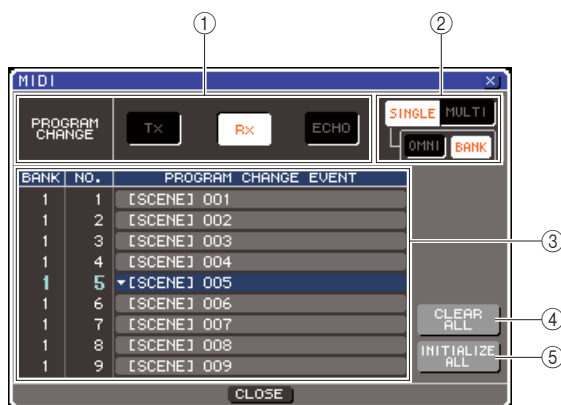 ① ②
MIDI ×
PROGRAM CHANGE Tx Rx ECHO
SINGLE MULTI
OMNI BANK
BANK NO. PROGRAM CHANGE EVENT
1 1 [SCENE] 001
1 2 [SCENE] 002
1 3 [SCENE] 003
1 4 [SCENE] 004
1 5 [SCENE] 005
1 6 [SCENE] 006
1 7 [SCENE] 007
1 8 [SCENE] 008
1 9 [SCENE] 009
③
CLEAR ALL ④
INITIALIZE ALL ⑤
CLOSE